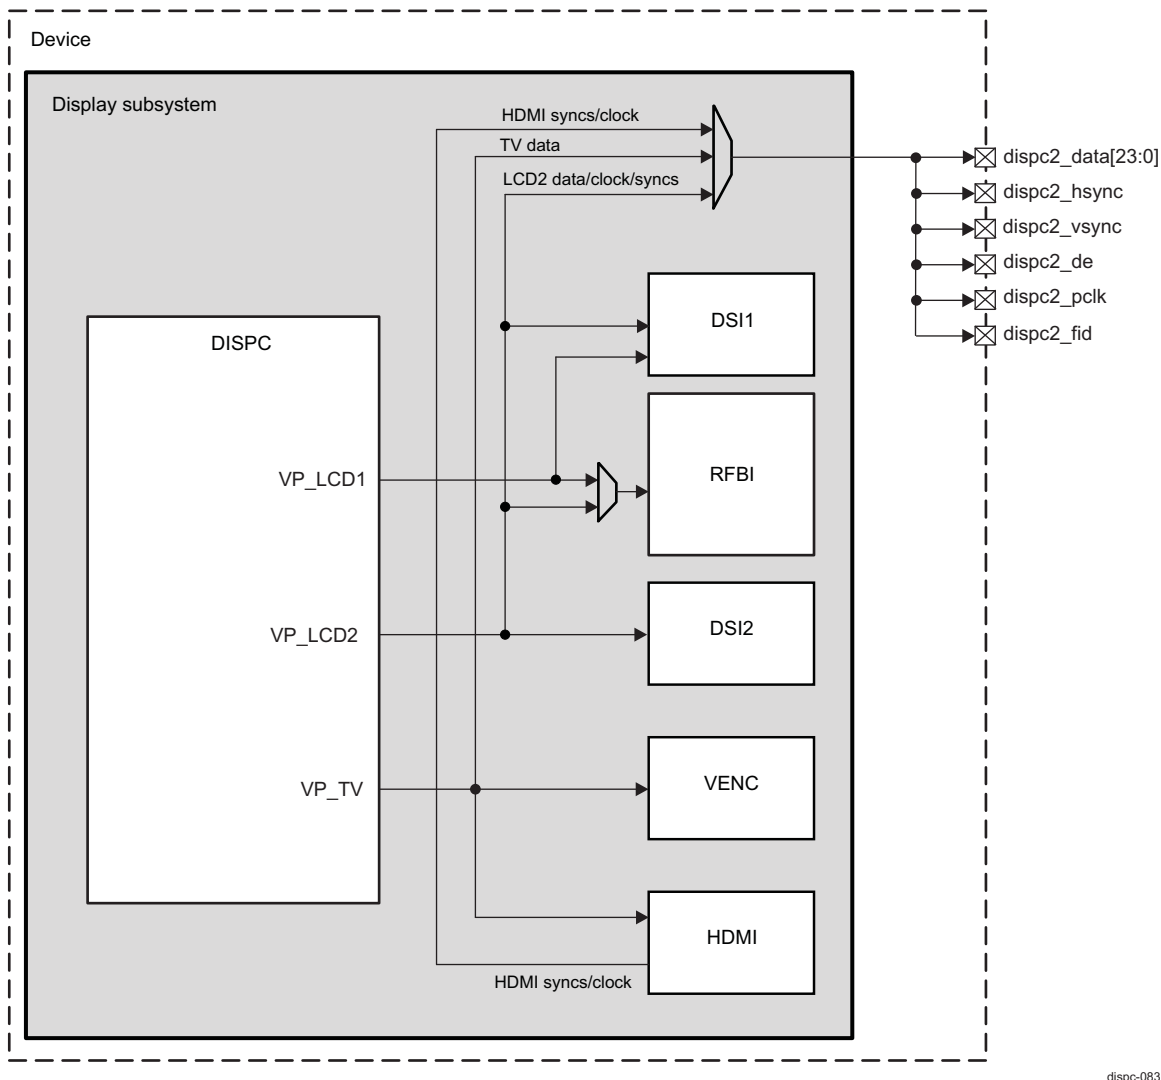 Device
Display subsystem
HDMI syncs/clock
TV data
LCD2 data/clock/syncs
dispc2_data[23:0]
dispc2_hsync
dispc2_vsync
dispc2_de
dispc2_pclk
dispc2_fid
DISPC
VP_LCD1
VP_LCD2
VP_TV
DSI1
RFBI
DSI2
VENC
HDMI
HDMI syncs/clock
dispc-083